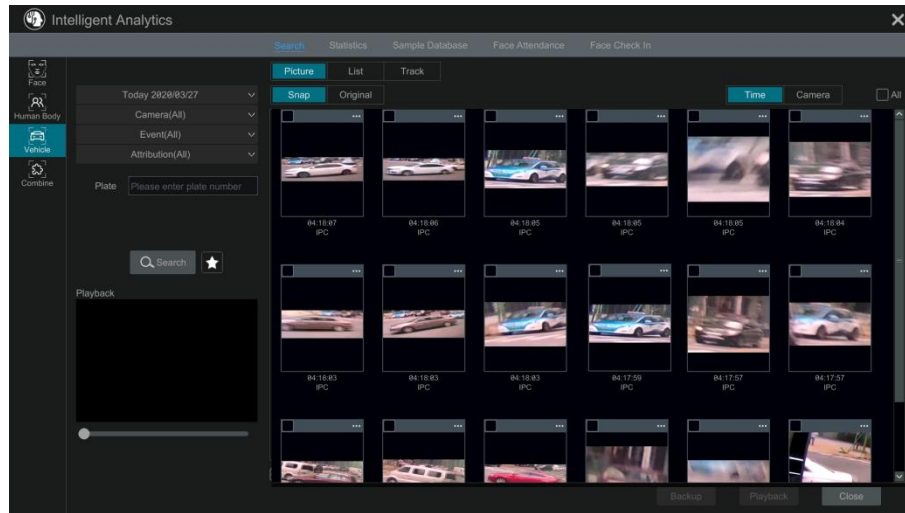 Intelligent Analytics
Search Statistics Sample Database Face Attendance Face Check In
Face
Human Body
Vehicle
Combine
Today 2020/03/27
Camera(All)
Event(All)
Attribution(All)
Plate Please enter plate number
Search
Playback
Picture List Track
Snap Original Time Camera All
04:18:07 04:18:06 04:18:05 04:18:05 04:18:05 04:18:04
IPC IPC IPC IPC IPC IPC
04:18:03 04:18:03 04:18:03 04:17:59 04:17:57 04:17:57
IPC IPC IPC IPC IPC IPC
Backup Playback Close